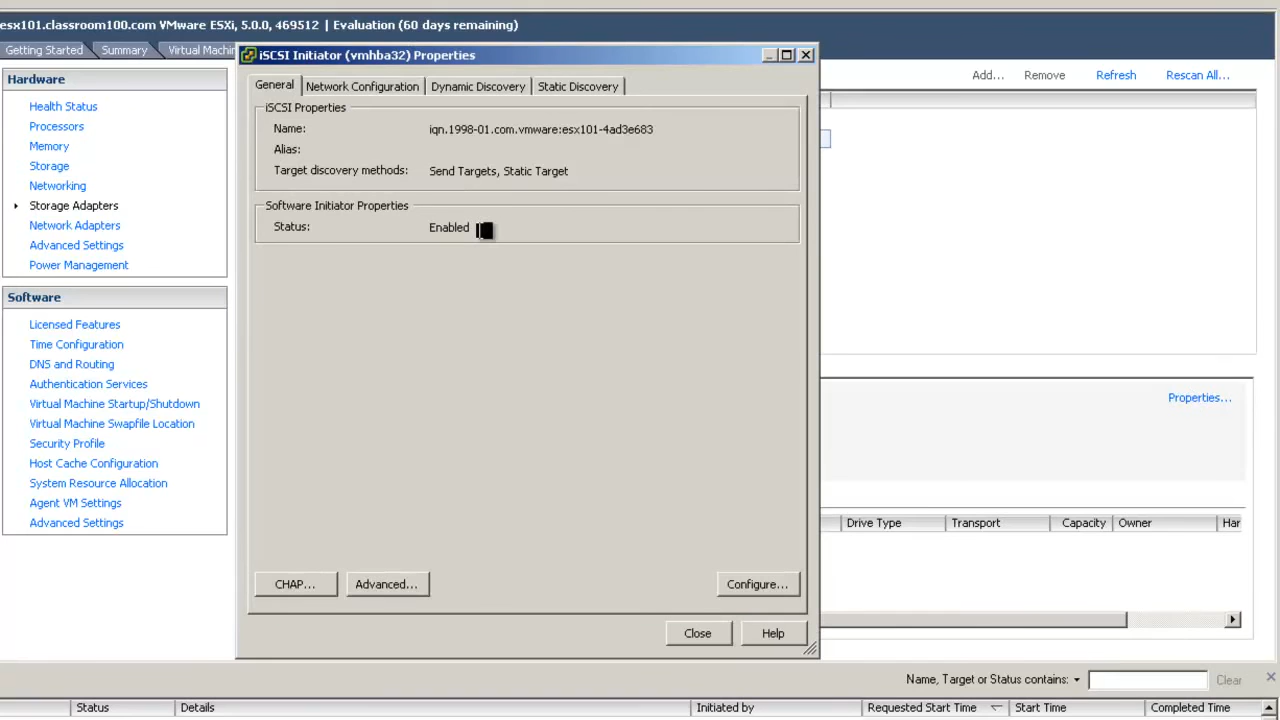 esx101.classroom100.com VMware ESXi, 5.0.0, 469512 | Evaluation (60 days remaining)
Getting Started Summary Virtual Machin
iSCSI Initiator (vmhba32) Properties
Hardware
Health Status
Processors
Memory
Storage
Networking
Storage Adapters
Network Adapters
Advanced Settings
Power Management
Software
Licensed Features
Time Configuration
DNS and Routing
Authentication Services
Virtual Machine Startup/Shutdown
Virtual Machine Swapfile Location
Security Profile
Host Cache Configuration
System Resource Allocation
Agent VM Settings
Advanced Settings
General Network Configuration Dynamic Discovery Static Discovery
iSCSI Properties
Name: iqn.1998-01.com.vmware:esx101-4ad3e683
Alias:
Target discovery methods: Send Targets, Static Target
Software Initiator Properties
Status: Enabled
CHAP... Advanced... Configure...
Close Help
Add... Remove Refresh Rescan All...
Properties...
Drive Type Transport Capacity Owner Har
Name, Target or Status contains: Clear
Status Details Initiated by Requested Start Time Start Time Completed Time